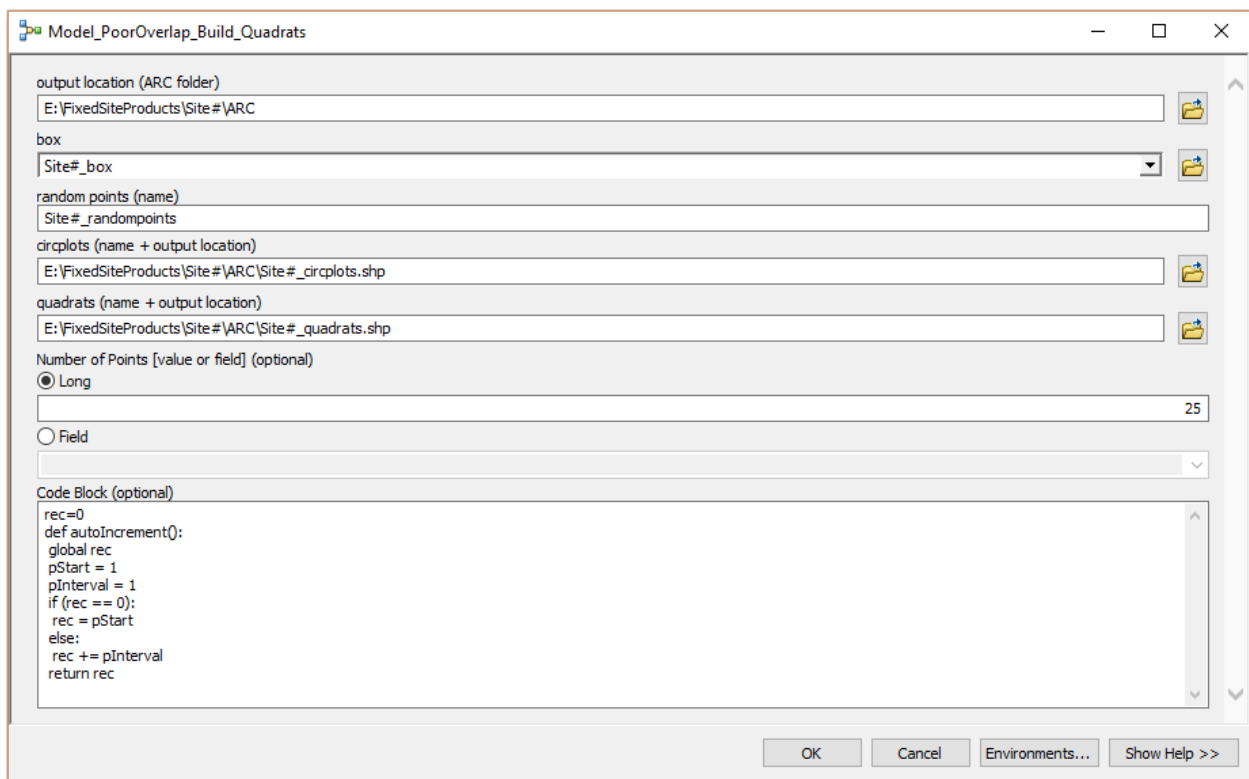 Model_PoorOverlap_Build_Quadrats
output location (ARC folder)
E:\FixedSiteProducts\Site#\ARC
box
Site#_box
random points (name)
Site#_randompoints
circplots (name + output location)
E:\FixedSiteProducts\Site#\ARC\Site#_circplots.shp
quadrats (name + output location)
E:\FixedSiteProducts\Site#\ARC\Site#_quadrats.shp
Number of Points [value or field] (optional)
Long
25
Field
Code Block (optional)
rec=0
def autoIncrement():
 global rec
 pStart = 1
 pInterval = 1
 if (rec == 0):
  rec = pStart
 else:
  rec += pInterval
 return rec
OK Cancel Environments... Show Help >>